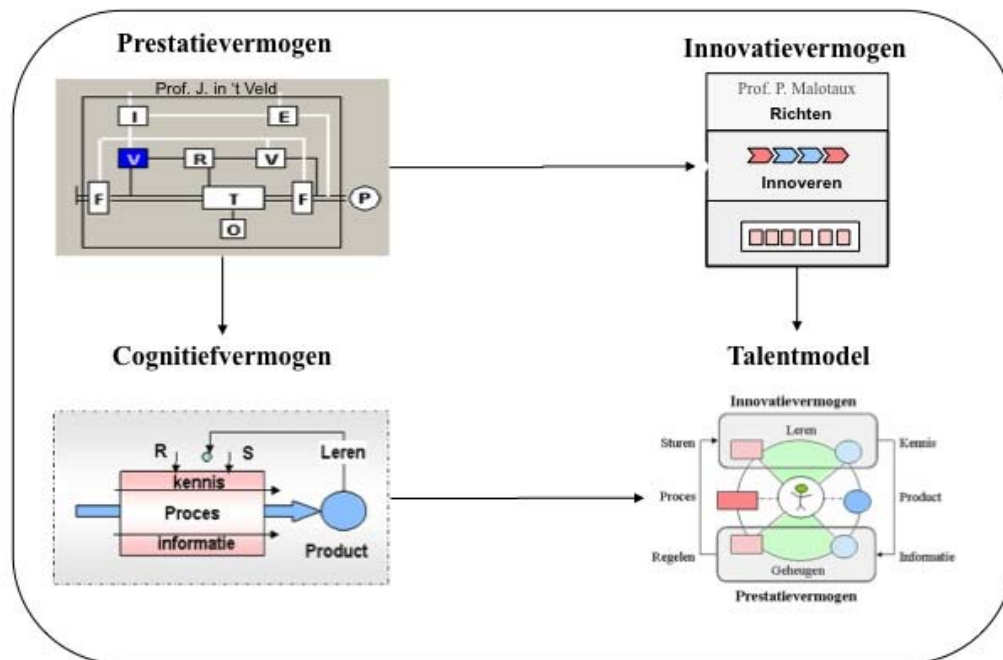 Prestatievermogen
Prof. J. in 't Veld
I
E
V
R
V
F
T
F
P
O
Innovatievermogen
Prof. P. Malotaux
Richten
Innoveren
Cognitiefvermogen
R
S
Leren
kennis
Proces
informatie
Product
Talentmodel
Innovatievermogen
Sturen
Leren
Kennis
Proces
Product
Regelen
Geheugen
Informatie
Prestatievermogen